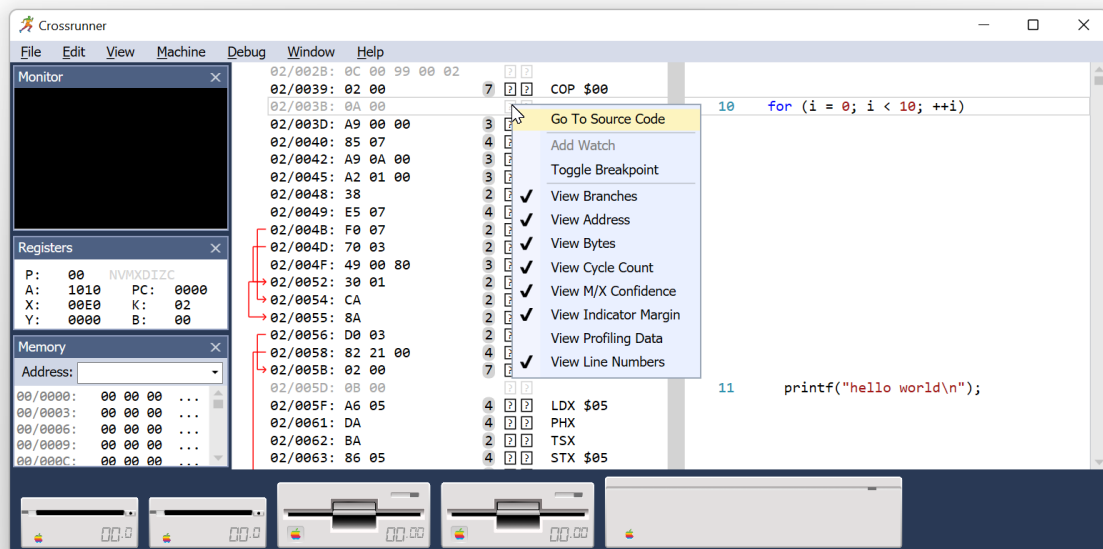 Crossrunner
File Edit View Machine Debug Window Help
Monitor
Registers
P: 00 NVMXDIZC
A: 1010 PC: 0000
X: 00E0 K: 02
Y: 0000 B: 00
Memory
Address:
00/0000: 00 00 00 ...
00/0003: 00 00 00 ...
00/0006: 00 00 00 ...
00/0009: 00 00 00 ...
00/000C: 00 00 00 ...
02/002B: 0C 00 99 00 02 ? ?
02/0039: 02 00 7 ? ? COP $00
02/003B: 0A 00
02/003D: A9 00 00 3
02/0040: 85 07 4
02/0042: A9 0A 00 3
02/0045: A2 01 00 3
02/0048: 38 2
02/0049: E5 07 4
02/004B: F0 07 2
02/004D: 70 03 2
02/004F: 49 00 80 3
02/0052: 30 01 2
02/0054: CA 2
02/0055: 8A 2
02/0056: D0 03 2
02/0058: 82 21 00 4
02/005B: 02 00 7
02/005D: 0B 00 ? ?
02/005F: A6 05 4 ? ? LDX $05
02/0061: DA 4 ? ? PHX
02/0062: BA 2 ? ? TSX
02/0063: 86 05 4 ? ? STX $05
Go To Source Code
Add Watch
Toggle Breakpoint
✓ View Branches
✓ View Address
✓ View Bytes
✓ View Cycle Count
✓ View M/X Confidence
✓ View Indicator Margin
View Profiling Data
✓ View Line Numbers
10 for (i = 0; i < 10; ++i)
11 printf("hello world\n");
00.0
00.0
00.00
00.00